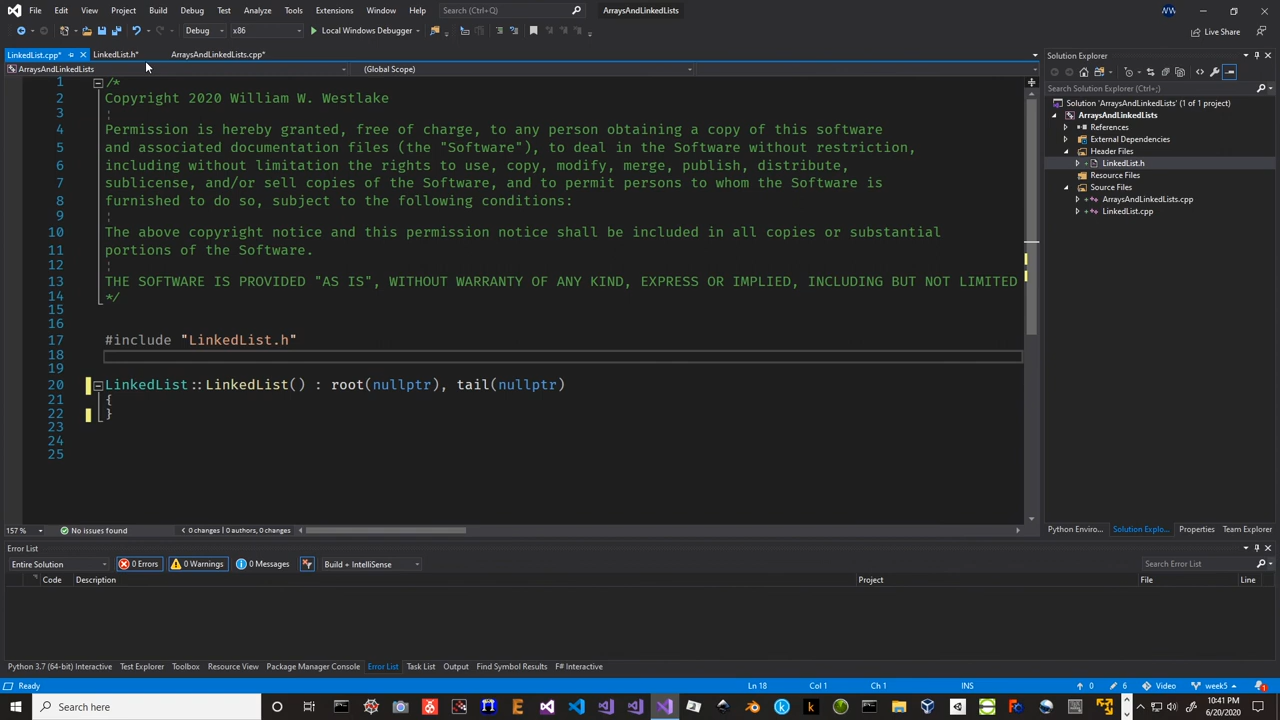 File Edit View Project Build Debug Test Analyze Tools Extensions Window Help Search (Ctrl+Q) ArraysAndLinkedLists WW
Debug x86 Local Windows Debugger Live Share
LinkedList.cpp* LinkedList.h* ArraysAndLinkedLists.cpp*
ArraysAndLinkedLists (Global Scope)
1 /*
2 Copyright 2020 William W. Westlake
3
4 Permission is hereby granted, free of charge, to any person obtaining a copy of this software
5 and associated documentation files (the "Software"), to deal in the Software without restriction,
6 including without limitation the rights to use, copy, modify, merge, publish, distribute,
7 sublicense, and/or sell copies of the Software, and to permit persons to whom the Software is
8 furnished to do so, subject to the following conditions:
9
10 The above copyright notice and this permission notice shall be included in all copies or substantial
11 portions of the Software.
12
13 THE SOFTWARE IS PROVIDED "AS IS", WITHOUT WARRANTY OF ANY KIND, EXPRESS OR IMPLIED, INCLUDING BUT NOT LIMITED
14 */
15
16
17 #include "LinkedList.h"
18
19
20 LinkedList::LinkedList() : root(nullptr), tail(nullptr)
21 {
22 }
23
24
25
157 % No issues found 0 changes | 0 authors, 0 changes
Solution Explorer
Search Solution Explorer (Ctrl+;)
Solution 'ArraysAndLinkedLists' (1 of 1 project)
ArraysAndLinkedLists
References
External Dependencies
Header Files
LinkedList.h
Resource Files
Source Files
ArraysAndLinkedLists.cpp
LinkedList.cpp
Python Enviro... Solution Explo... Properties Team Explorer
Error List
Entire Solution 0 Errors 0 Warnings 0 Messages Build + IntelliSense Search Error List
Code Description Project File Line
Python 3.7 (64-bit) Interactive Test Explorer Toolbox Resource View Package Manager Console Error List Task List Output Find Symbol Results F# Interactive
Ready Ln 18 Col 1 Ch 1 INS 0 6 Video week5 1
Search here 10:41 PM
6/20/2020